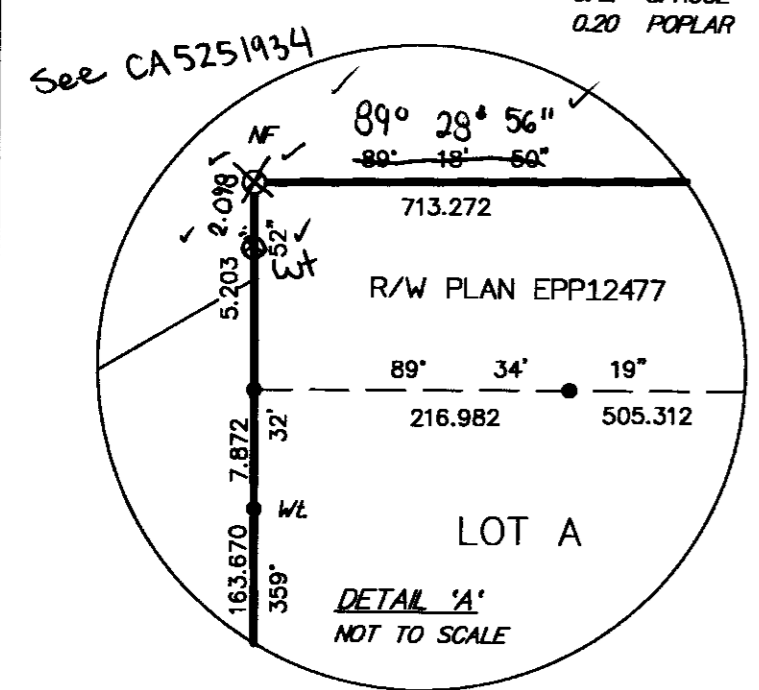 0.20 POPLAR
See CA5251934
NF
89° 28' 56"
89° 18' 50"
2.098
713.272
52"
Wt
5.203
R/W PLAN EPP12477
89° 34' 19"
216.982 505.312
7.872
32'
Wt.
LOT A
163.670
359°
DETAIL 'A'
NOT TO SCALE